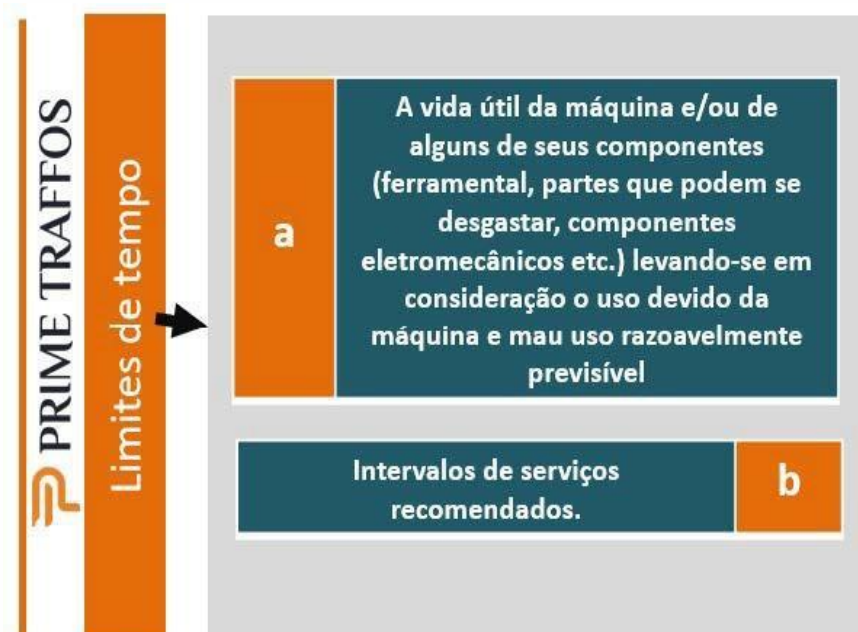 PRIME TRAFFOS
Limites de tempo
a
A vida útil da máquina e/ou de
alguns de seus componentes
(ferramental, partes que podem se
desgastar, componentes
eletromecânicos etc.) levando-se em
consideração o uso devido da
máquina e mau uso razoavelmente
previsível
Intervalos de serviços
recomendados.
b